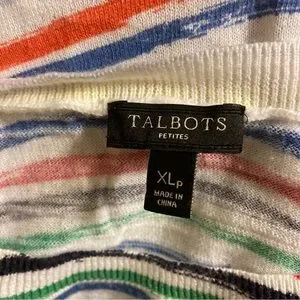 TALBOTS
PETITES
XLP
MADE IN
CHINA